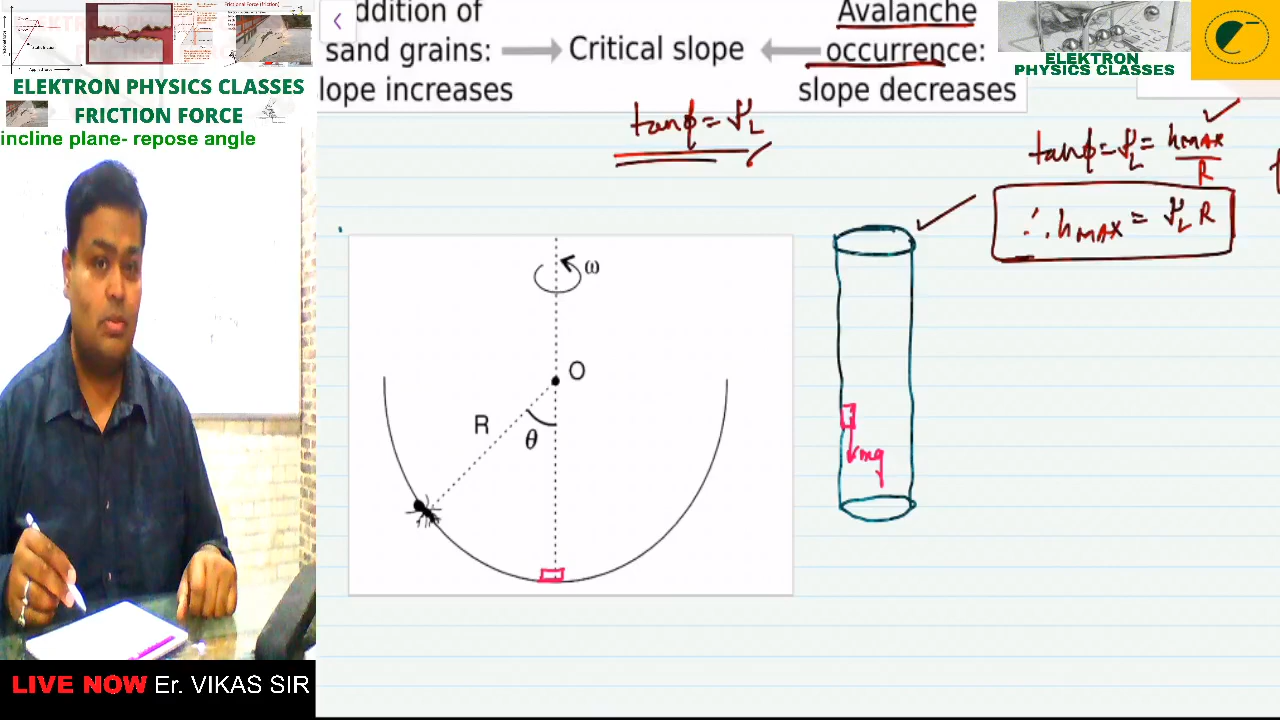 ELEKTRON PHYSICS CLASSES
FRICTION FORCE
incline plane- repose angle
ddition of
sand grains:
lope increases
Critical slope
Avalanche
occurrence:
slope decreases
ELEKTRON
PHYSICS CLASSES
tanϕ = μL
tanϕ = μL = hMAX
R
∴ hMAX = μL R
ω
O
R
θ
mg
LIVE NOW Er. VIKAS SIR